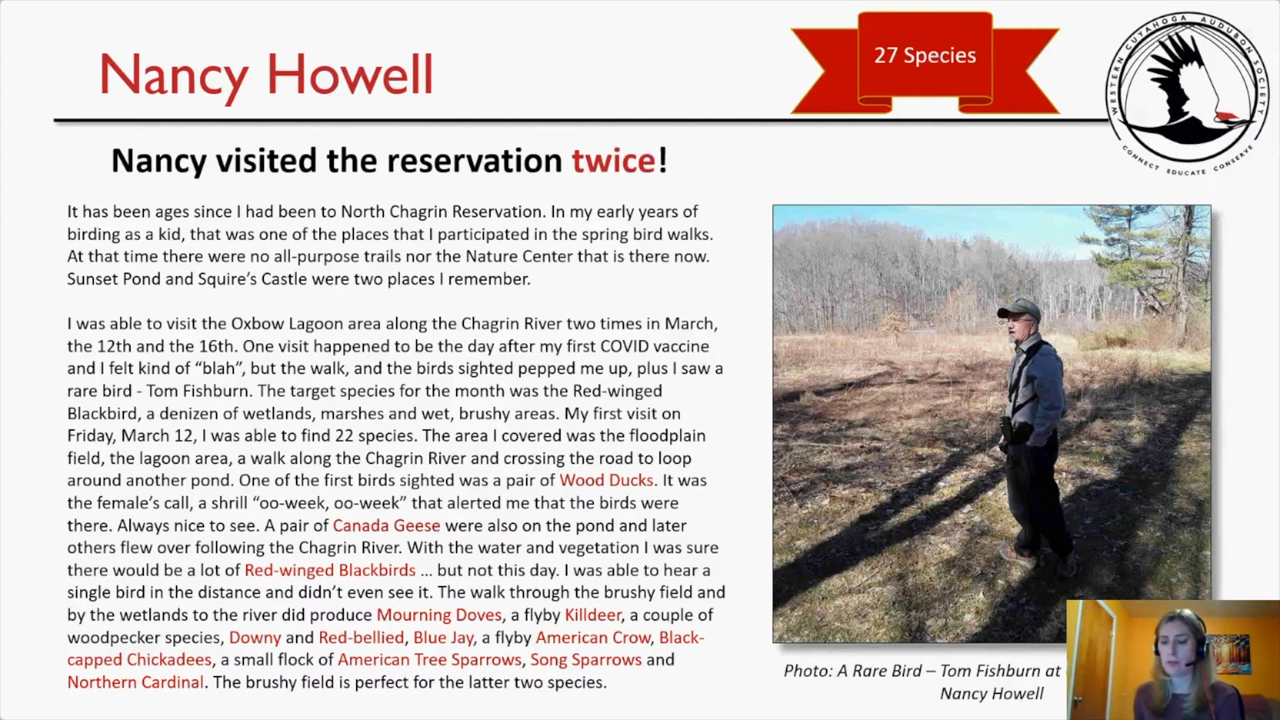 Nancy Howell
27 Species
WESTERN CUYAHOGA AUDUBON SOCIETY
CONNECT EDUCATE CONSERVE
Nancy visited the reservation twice!
It has been ages since I had been to North Chagrin Reservation. In my early years of
birding as a kid, that was one of the places that I participated in the spring bird walks.
At that time there were no all-purpose trails nor the Nature Center that is there now.
Sunset Pond and Squire's Castle were two places I remember.
I was able to visit the Oxbow Lagoon area along the Chagrin River two times in March,
the 12th and the 16th. One visit happened to be the day after my first COVID vaccine
and I felt kind of "blah", but the walk, and the birds sighted pepped me up, plus I saw a
rare bird - Tom Fishburn. The target species for the month was the Red-winged
Blackbird, a denizen of wetlands, marshes and wet, brushy areas. My first visit on
Friday, March 12, I was able to find 22 species. The area I covered was the floodplain
field, the lagoon area, a walk along the Chagrin River and crossing the road to loop
around another pond. One of the first birds sighted was a pair of Wood Ducks. It was
the female's call, a shrill "oo-week, oo-week" that alerted me that the birds were
there. Always nice to see. A pair of Canada Geese were also on the pond and later
others flew over following the Chagrin River. With the water and vegetation I was sure
there would be a lot of Red-winged Blackbirds … but not this day. I was able to hear a
single bird in the distance and didn't even see it. The walk through the brushy field and
by the wetlands to the river did produce Mourning Doves, a flyby Killdeer, a couple of
woodpecker species, Downy and Red-bellied, Blue Jay, a flyby American Crow, Black-
capped Chickadees, a small flock of American Tree Sparrows, Song Sparrows and
Northern Cardinal. The brushy field is perfect for the latter two species.
Photo: A Rare Bird – Tom Fishburn at
Nancy Howell